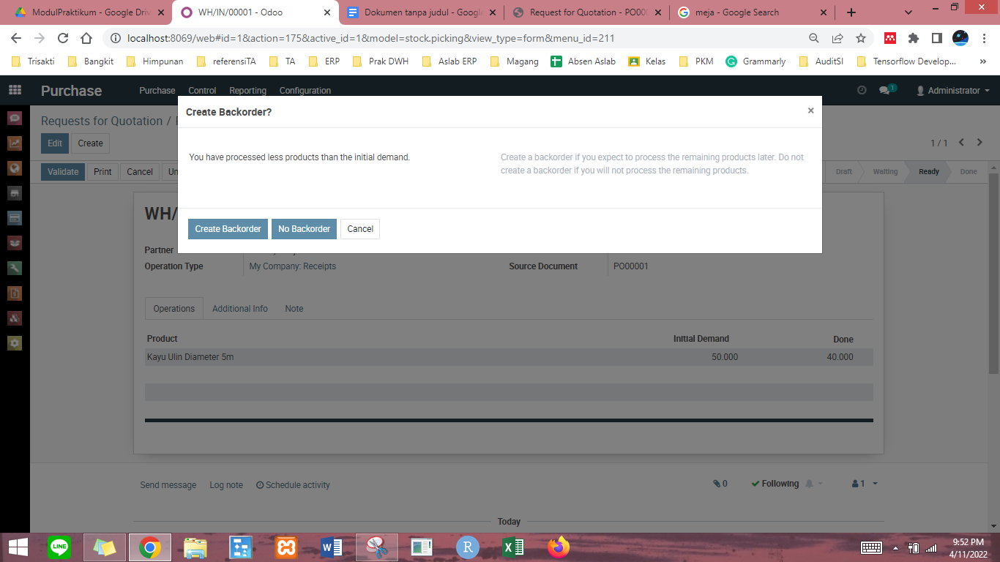 ModulPraktikum - Google Driv
WH/IN/00001 - Odoo
Dokumen tanpa judul - Google
Request for Quotation - PO000
meja - Google Search
localhost:8069/web#id=1&action=175&active_id=1&model=stock.picking&view_type=form&menu_id=211
Trisakti
Bangkit
Himpunan
referensiTA
TA
ERP
Prak DWH
Aslab ERP
Magang
Absen Aslab
Kelas
PKM
Grammarly
AuditSI
Tensorflow Develop...
»
Purchase
Purchase Control Reporting Configuration
1
Administrator
Requests for Quotation /
Edit Create
1 / 1
Validate Print Cancel Un
Draft Waiting Ready Done
Create Backorder?
×
You have processed less products than the initial demand.
Create a backorder if you expect to process the remaining products later. Do not
create a backorder if you will not process the remaining products.
Create Backorder No Backorder Cancel
WH/
Partner
Operation Type My Company: Receipts
Source Document PO00001
Operations Additional Info Note
Product Initial Demand Done
Kayu Ulin Diameter 5m 50.000 40.000
Send message Log note Schedule activity
0 Following 1
Today
LINE
R
9:52 PM
4/11/2022